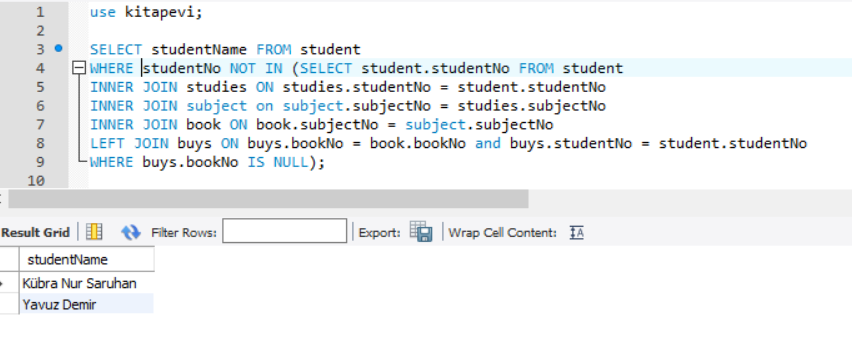 1 use kitapevi;
2
3 SELECT studentName FROM student
4 WHERE studentNo NOT IN (SELECT student.studentNo FROM student
5 INNER JOIN studies ON studies.studentNo = student.studentNo
6 INNER JOIN subject on subject.subjectNo = studies.subjectNo
7 INNER JOIN book ON book.subjectNo = subject.subjectNo
8 LEFT JOIN buys ON buys.bookNo = book.bookNo and buys.studentNo = student.studentNo
9 WHERE buys.bookNo IS NULL);
10
Result Grid Filter Rows: Export: Wrap Cell Content:
studentName
Kübra Nur Saruhan
Yavuz Demir